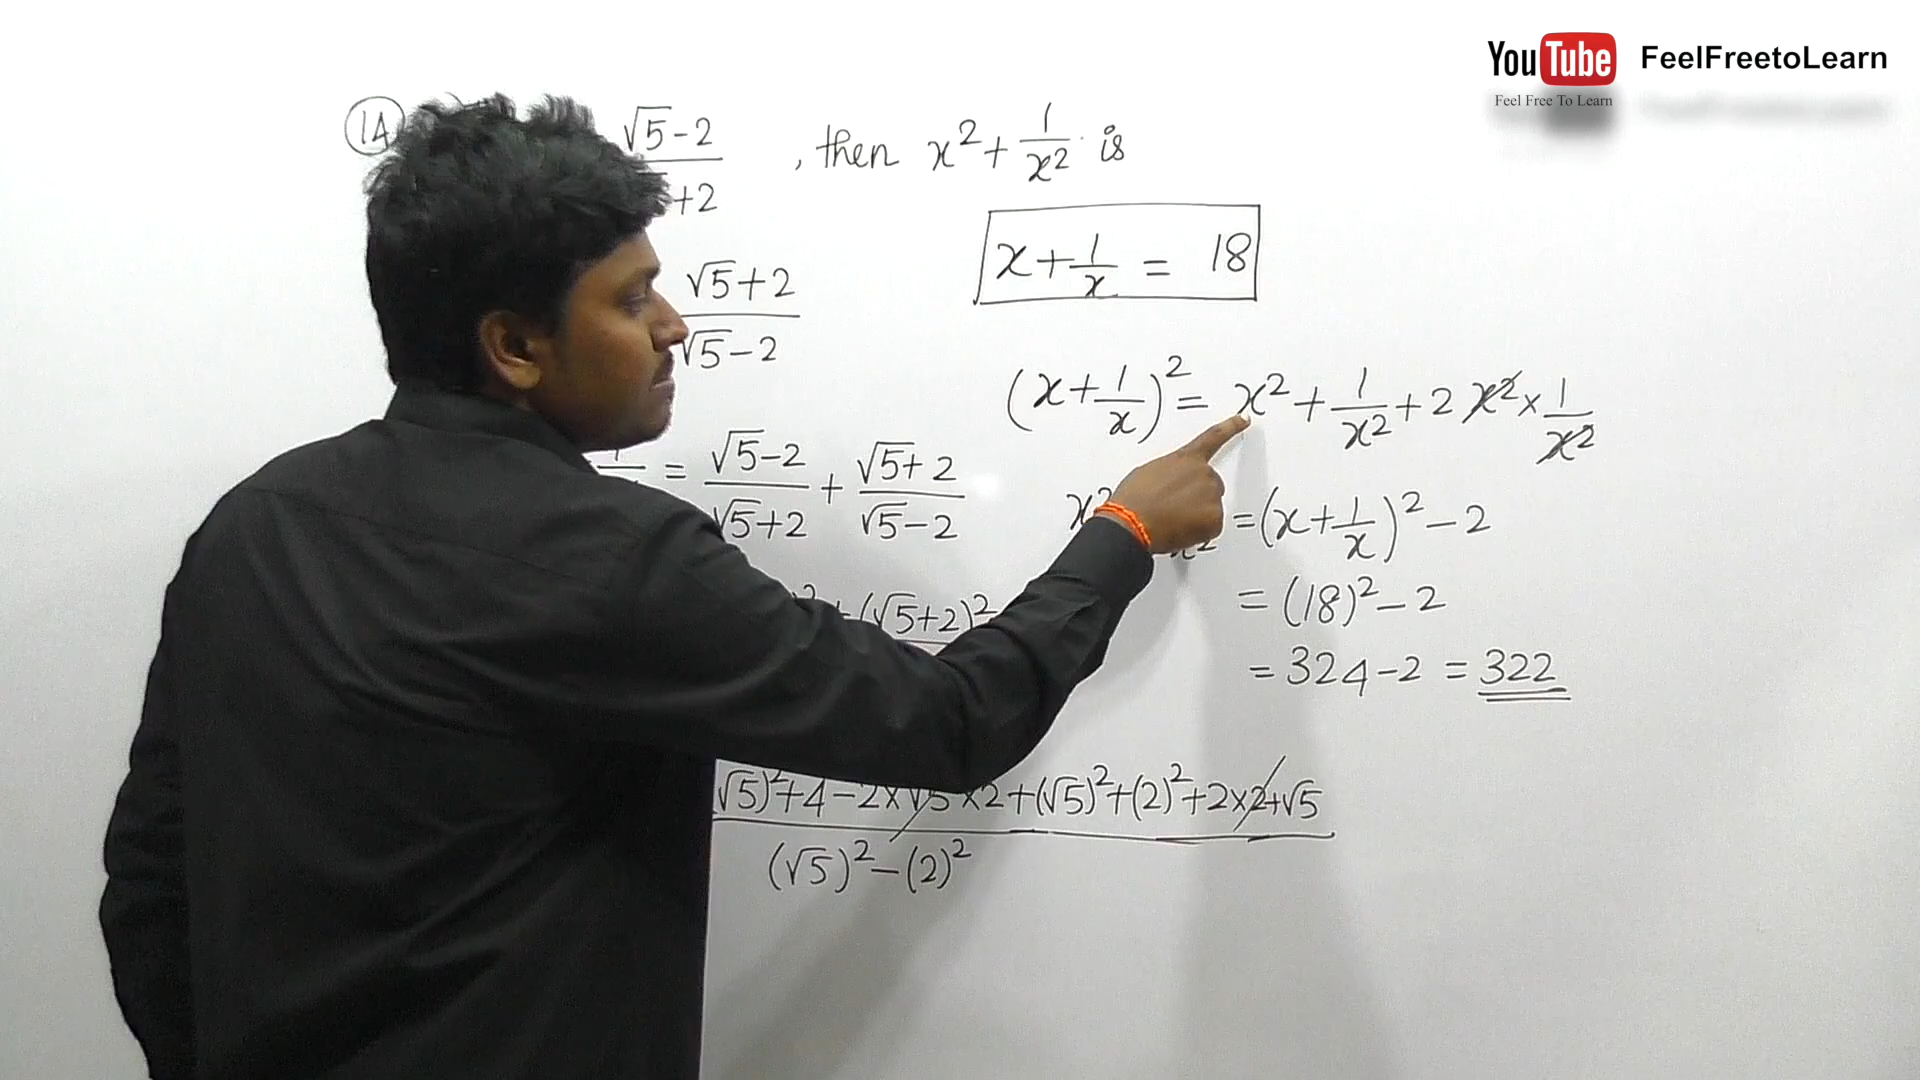 YouTube FeelFreetoLearn
Feel Free To Learn
(14) √5-2 / +2 , then x² + 1/x² is
x + 1/x = 18
√5+2 / √5-2
(x + 1/x)² = x² + 1/x² + 2 x² × 1/x²
= √5-2 / √5+2 + √5+2 / √5-2
x² x² = (x + 1/x)² - 2
+ (√5+2)²
= (18)² - 2
= 324 - 2 = 322
√5)² + 4 - 2×√5×2 + (√5)² + (2)² + 2×2+√5
(√5)² - (2)²